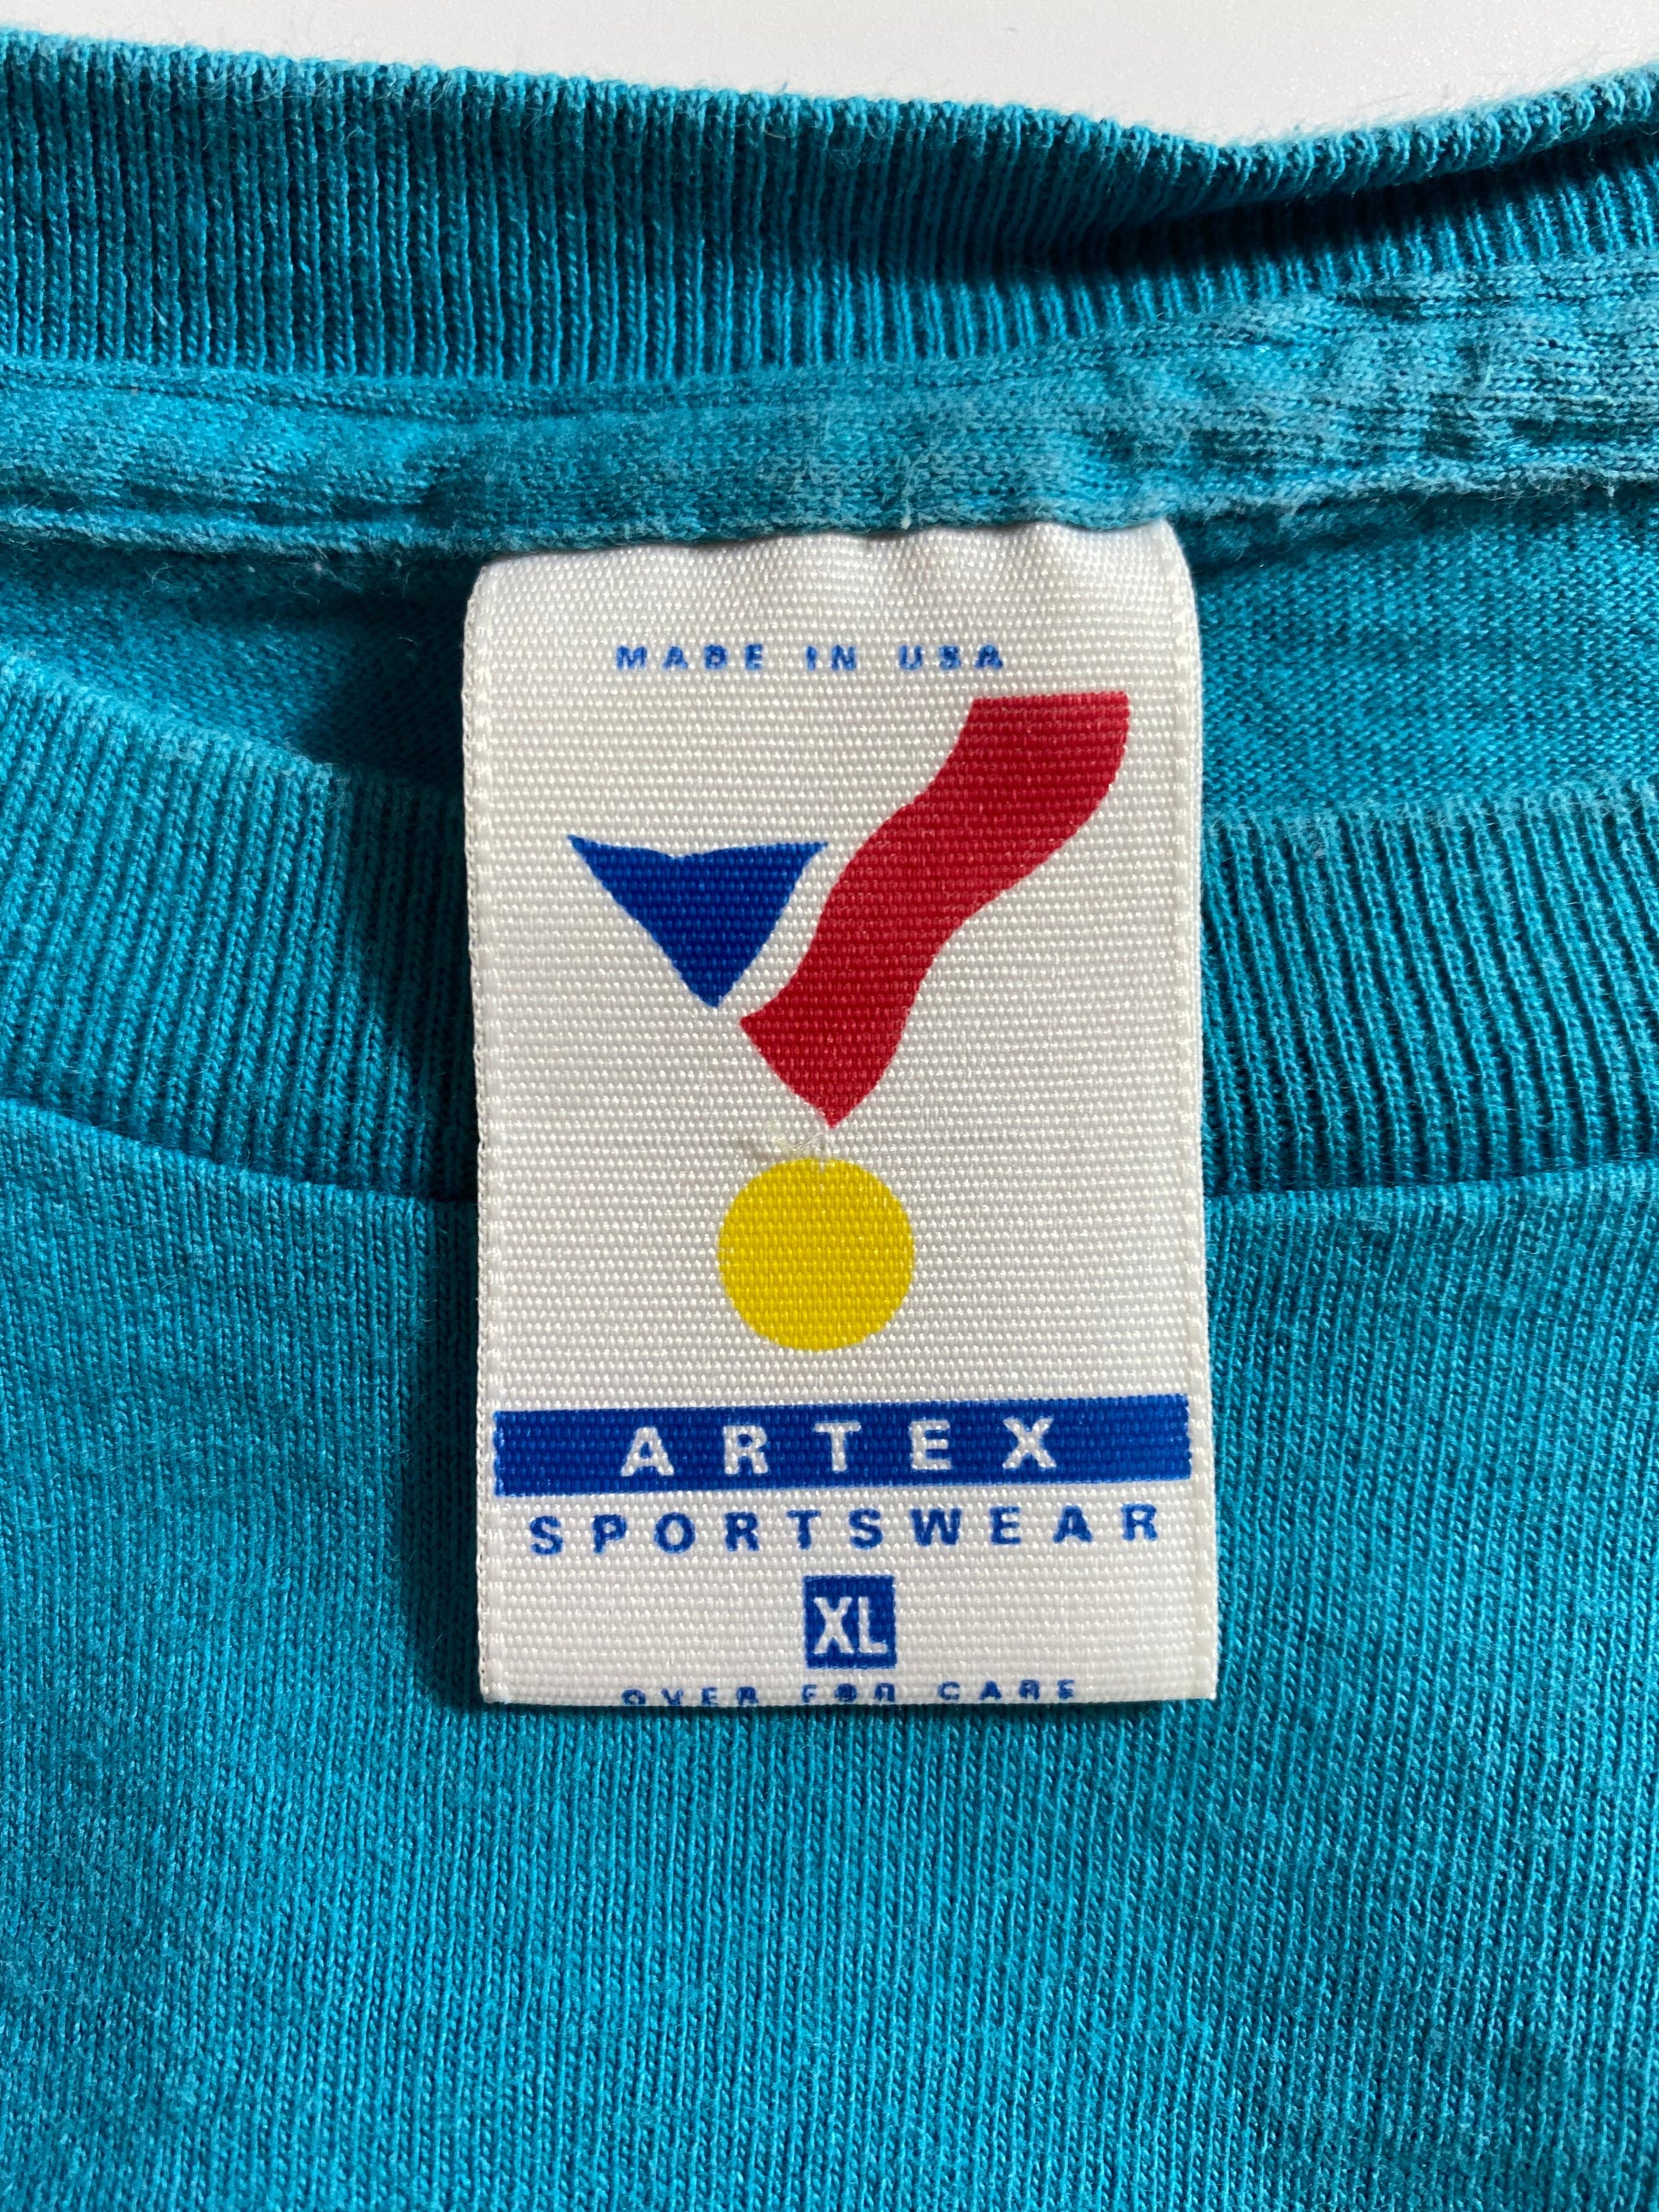 MADE IN USA
ARTEX
SPORTSWEAR
XL
OVER FOR CARE